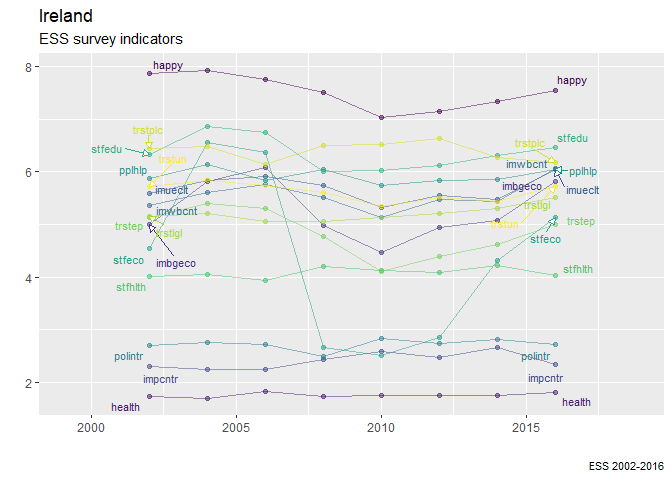 Ireland
ESS survey indicators
8
happy
happy
trstplc
trstplc
stfedu
stfedu
trstun
imwbcnt
pplhlp
pplhlp
6
imueclt
imbgeco
imueclt
imwbcnt
trstlgl
trstep
trstlgl
trstun
trstep
stfeco
stfeco
imbgeco
stfhlth
stfhlth
4
polintr
polintr
impcntr
impcntr
2
health
health
2000
2005
2010
2015
ESS 2002-2016